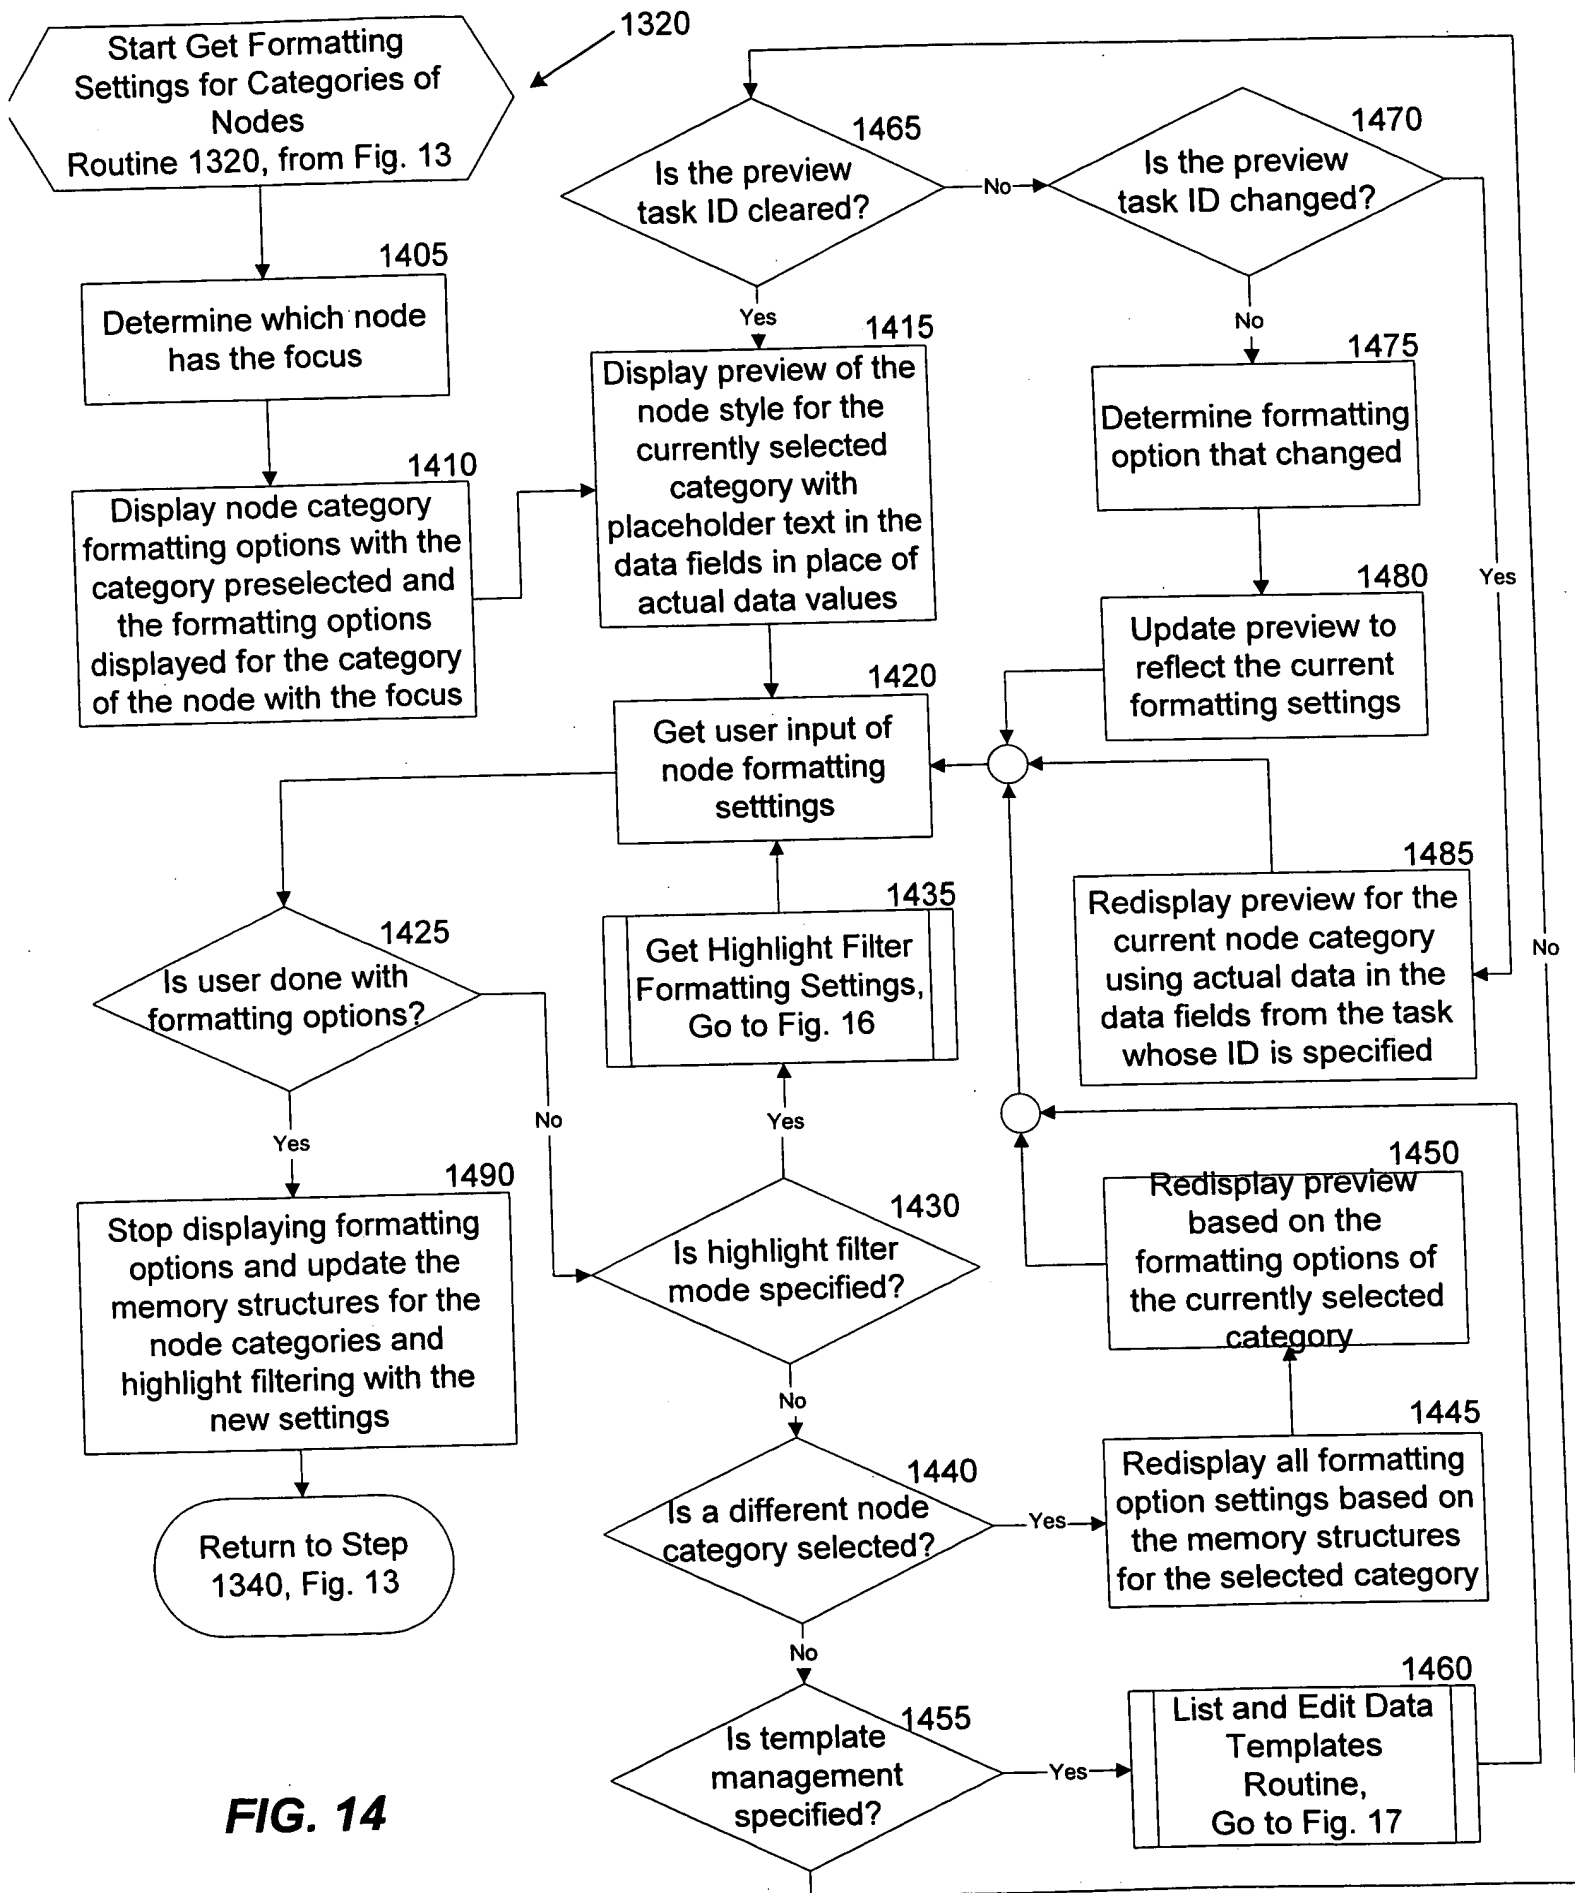 Start Get Formatting
Settings for Categories of
Nodes
Routine 1320, from Fig. 13
1320
1405
Determine which node
has the focus
1410
Display node category
formatting options with the
category preselected and
the formatting options
displayed for the category
of the node with the focus
1465
Is the preview
task ID cleared?
No
Yes
1470
Is the preview
task ID changed?
No
Yes
1415
Display preview of the
node style for the
currently selected
category with
placeholder text in the
data fields in place of
actual data values
1475
Determine formatting
option that changed
1480
Update preview to
reflect the current
formatting settings
1420
Get user input of
node formatting
setttings
1485
Redisplay preview for the
current node category
using actual data in the
data fields from the task
whose ID is specified
No
1435
Get Highlight Filter
Formatting Settings,
Go to Fig. 16
1425
Is user done with
formatting options?
No
Yes
Yes
1490
Stop displaying formatting
options and update the
memory structures for the
node categories and
highlight filtering with the
new settings
Return to Step
1340, Fig. 13
1430
Is highlight filter
mode specified?
No
1450
Redisplay preview
based on the
formatting options of
the currently selected
category
1445
Redisplay all formatting
option settings based on
the memory structures
for the selected category
1440
Is a different node
category selected?
Yes
No
1455
Is template
management
specified?
Yes
1460
List and Edit Data
Templates
Routine,
Go to Fig. 17
FIG. 14